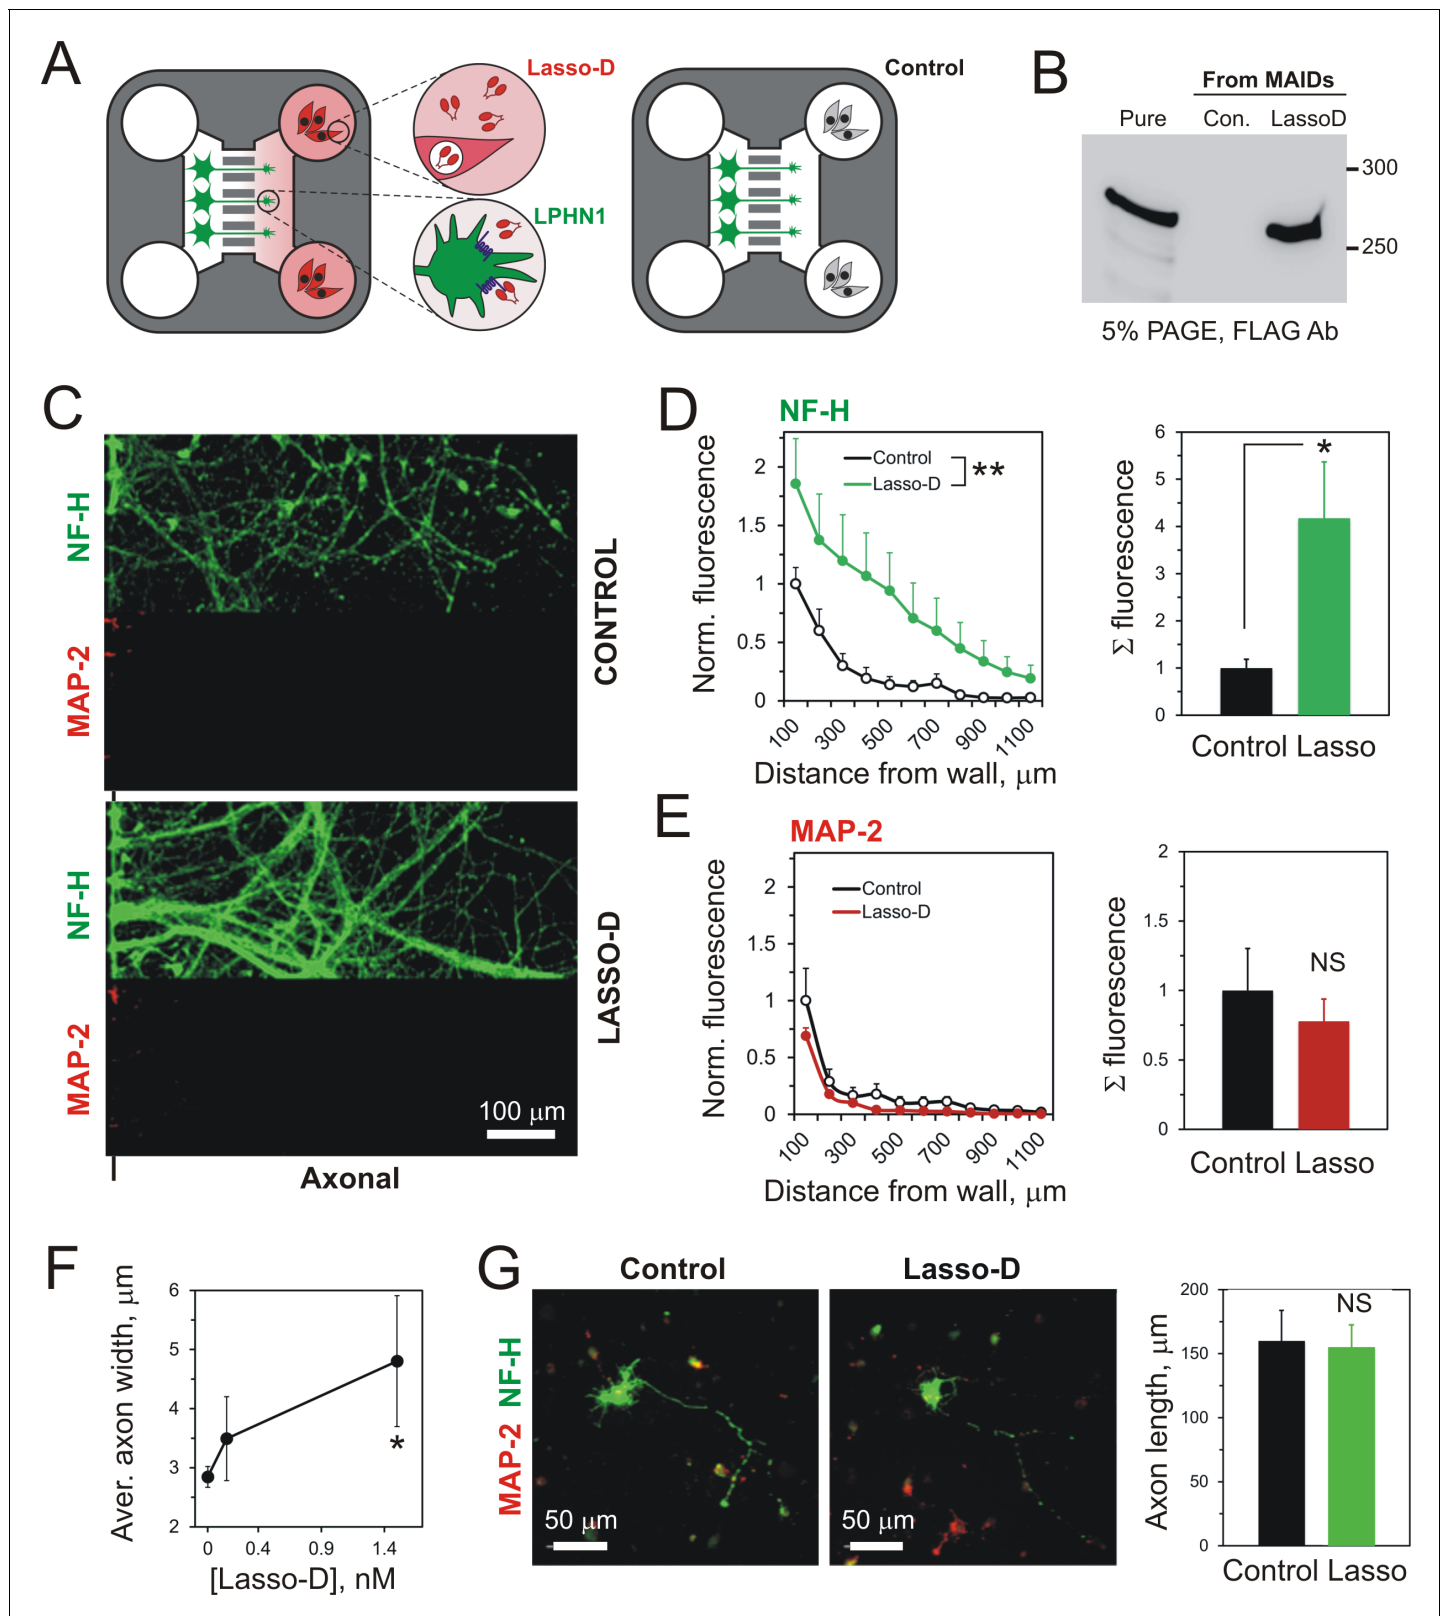 A
Lasso-D
LPHN1
Control
B
From MAIDs
Pure Con. LassoD
300
250
5% PAGE, FLAG Ab
C
NF-H
MAP-2
CONTROL
NF-H
MAP-2
LASSO-D
100 μm
Axonal
D
NF-H
Norm. fluorescence
2
1.5
1
0.5
0
Control
Lasso-D
**
100 300 500 700 900 1100
Distance from wall, μm
Σ fluorescence
6
5
4
3
2
1
0
*
Control Lasso
E
MAP-2
Norm. fluorescence
2
1
0.5
0
Control
Lasso-D
100 300 500 700 900 1100
Distance from wall, μm
Σ fluorescence
2
1.5
1
0.5
0
NS
Control Lasso
F
Aver. axon width, μm
6
5
4
3
2
*
0 0.4 0.9 1.4
[Lasso-D], nM
G
Control
Lasso-D
MAP-2 NF-H
50 μm
50 μm
Axon length, μm
200
150
100
50
0
NS
Control Lasso